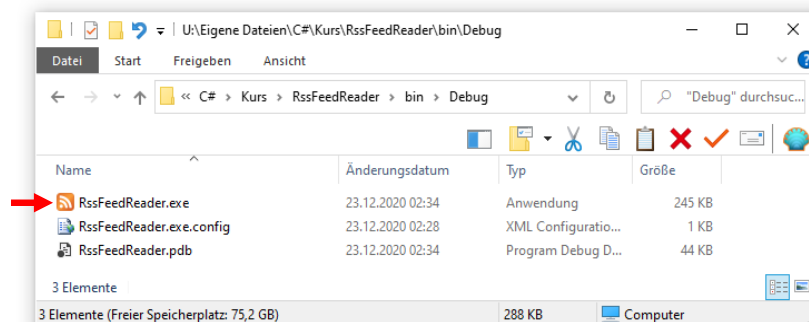 U:\Eigene Dateien\C#\Kurs\RssFeedReader\bin\Debug
Datei Start Freigeben Ansicht
« C# › Kurs › RssFeedReader › bin › Debug "Debug" durchsuc...
Name Änderungsdatum Typ Größe
RssFeedReader.exe 23.12.2020 02:34 Anwendung 245 KB
RssFeedReader.exe.config 23.12.2020 02:28 XML Configuratio... 1 KB
RssFeedReader.pdb 23.12.2020 02:34 Program Debug D... 44 KB
3 Elemente
3 Elemente (Freier Speicherplatz: 75,2 GB) 288 KB Computer